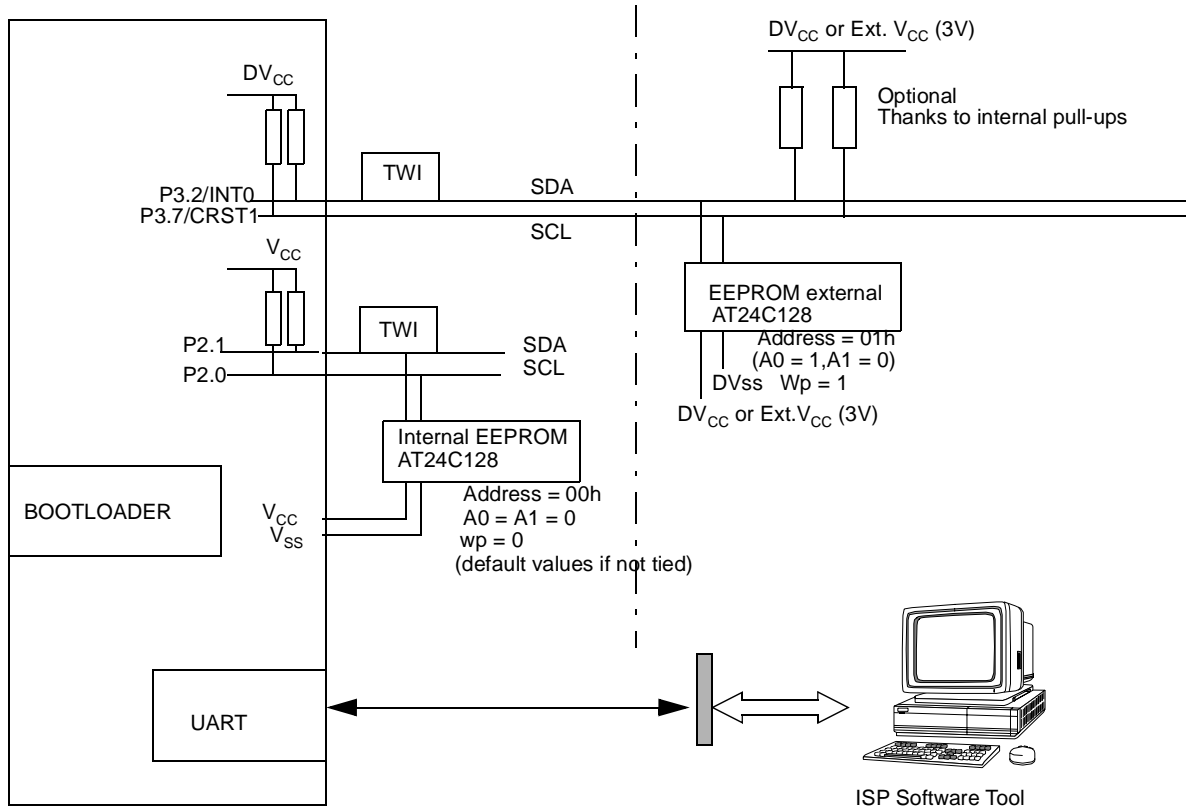 DVCC or Ext. VCC (3V)
DVCC
Optional
Thanks to internal pull-ups
TWI
P3.2/INT0
SDA
P3.7/CRST1
SCL
VCC
EEPROM external
AT24C128
Address = 01h
(A0 = 1,A1 = 0)
DVss Wp = 1
DVCC or Ext.VCC (3V)
TWI
P2.1
SDA
P2.0
SCL
Internal EEPROM
AT24C128
Address = 00h
A0 = A1 = 0
wp = 0
(default values if not tied)
VCC
VSS
BOOTLOADER
UART
ISP Software Tool